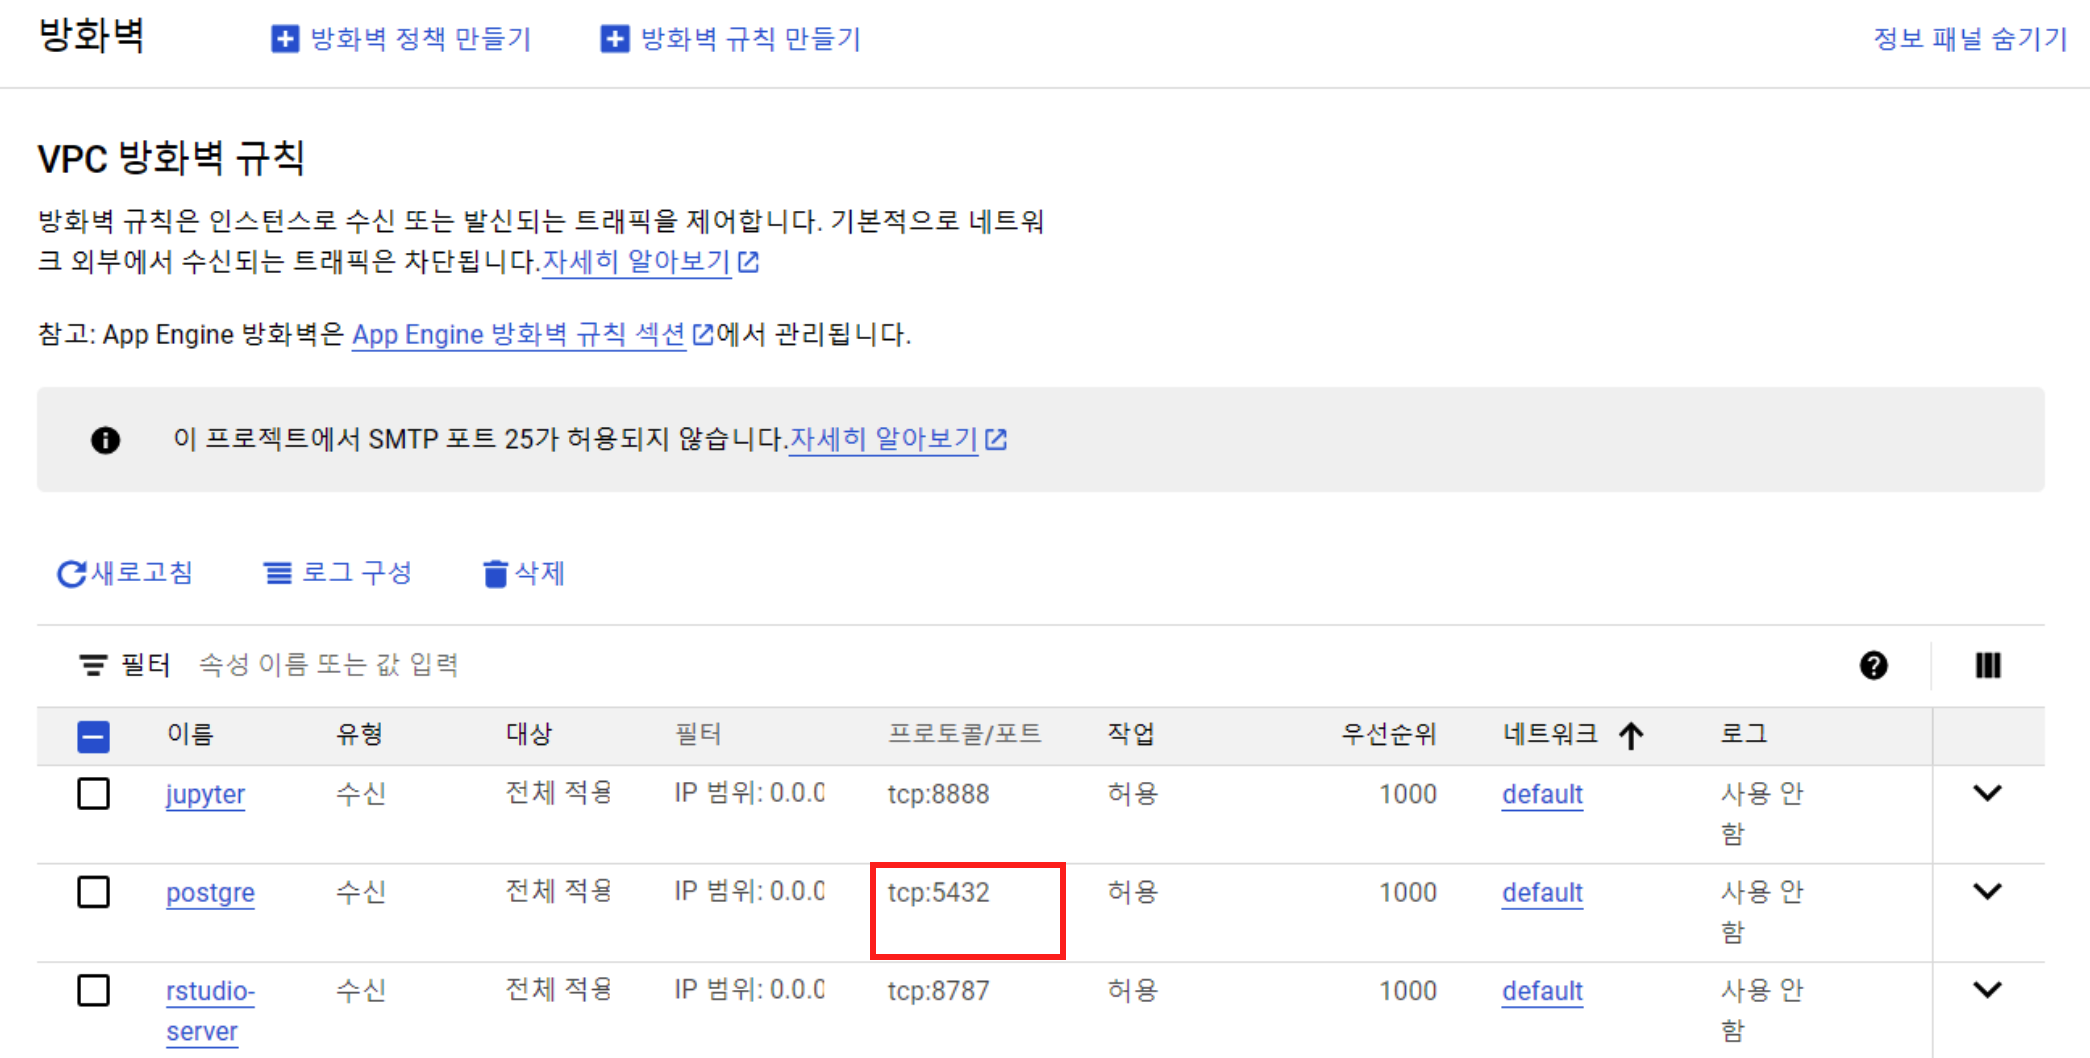 방화벽 방화벽 정책 만들기 방화벽 규칙 만들기 정보 패널 숨기기
VPC 방화벽 규칙
방화벽 규칙은 인스턴스로 수신 또는 발신되는 트래픽을 제어합니다. 기본적으로 네트워
크 외부에서 수신되는 트래픽은 차단됩니다.자세히 알아보기
참고: App Engine 방화벽은 App Engine 방화벽 규칙 섹션에서 관리됩니다.
이 프로젝트에서 SMTP 포트 25가 허용되지 않습니다.자세히 알아보기
새로고침 로그 구성 삭제
필터 속성 이름 또는 값 입력
이름 유형 대상 필터 프로토콜/포트 작업 우선순위 네트워크 로그
jupyter 수신 전체 적용 IP 범위: 0.0.0 tcp:8888 허용 1000 default 사용 안
함
postgre 수신 전체 적용 IP 범위: 0.0.0 tcp:5432 허용 1000 default 사용 안
함
rstudio- 수신 전체 적용 IP 범위: 0.0.0 tcp:8787 허용 1000 default 사용 안
server 함